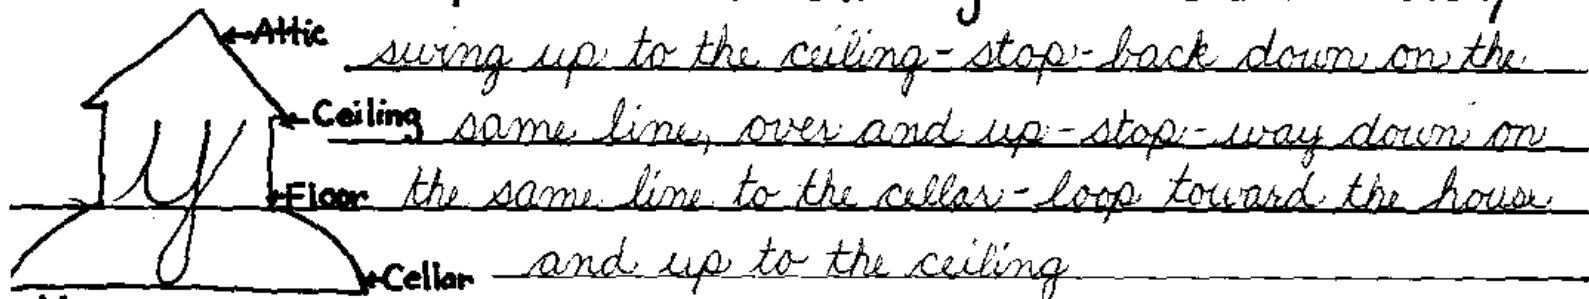 Attic swing up to the ceiling-stop-back down on the
Ceiling same line, over and up-stop-way down on
y
Floor the same line to the cellar-loop toward the house
Cellar and up to the ceiling